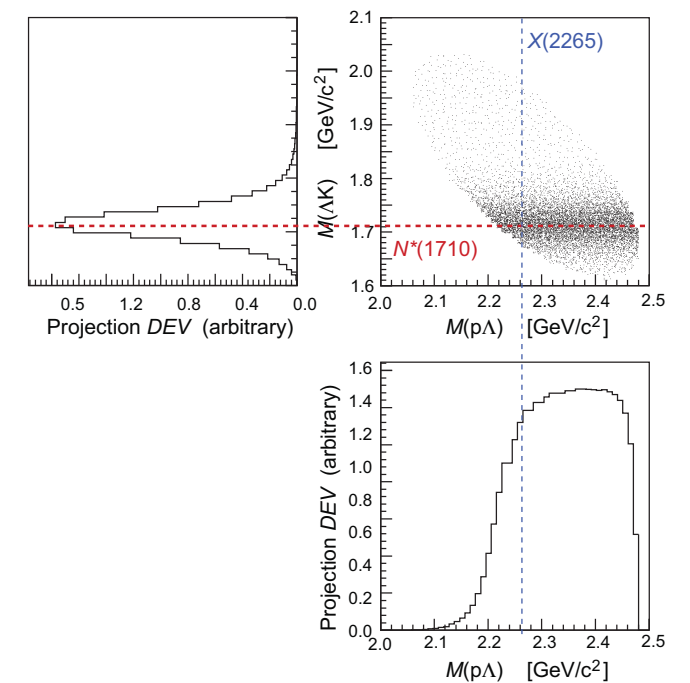 2.1
2.0
1.9
1.8
1.7
1.6
M(ΛK) [GeV/c²]
X(2265)
N*(1710)
0.5 1.2 0.8 0.4 0.0
Projection DEV (arbitrary)
2.0 2.1 2.2 2.3 2.4 2.5
M(pΛ) [GeV/c²]
1.6
1.4
1.2
1.0
0.8
0.6
0.4
0.2
0.0
Projection DEV (arbitrary)
2.0 2.1 2.2 2.3 2.4 2.5
M(pΛ) [GeV/c²]